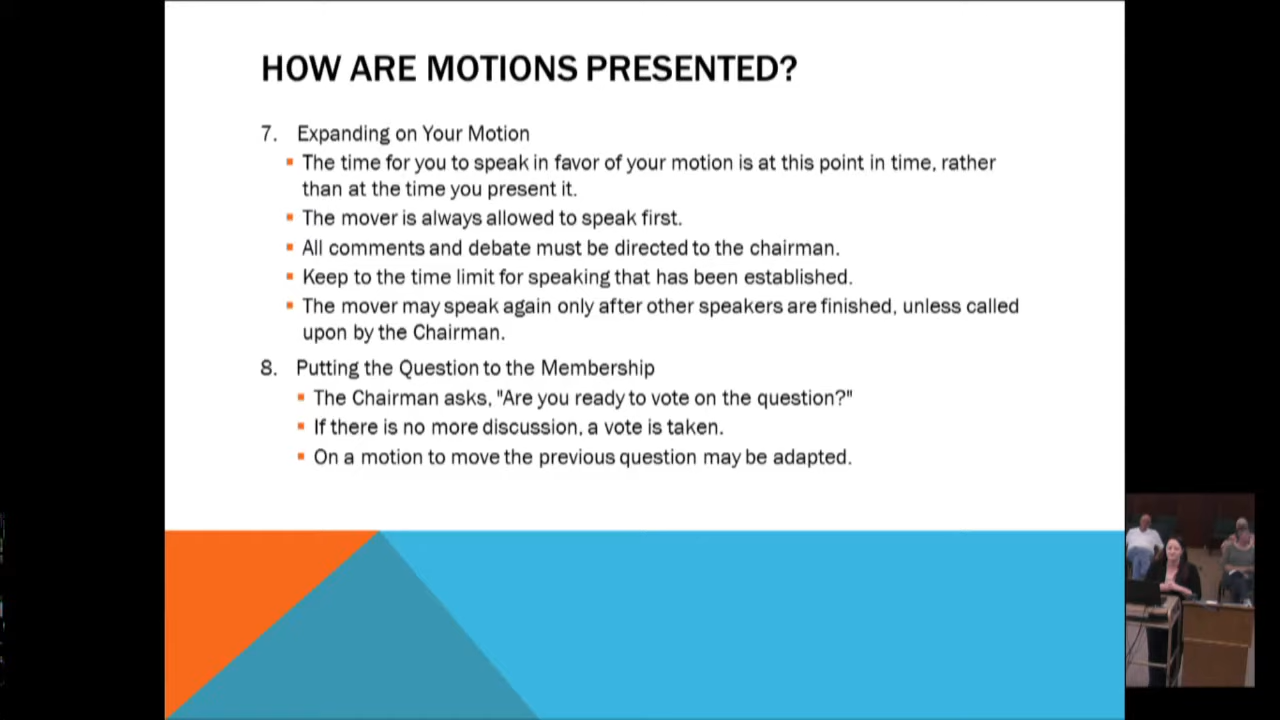 HOW ARE MOTIONS PRESENTED?
7. Expanding on Your Motion
▪ The time for you to speak in favor of your motion is at this point in time, rather
than at the time you present it.
▪ The mover is always allowed to speak first.
▪ All comments and debate must be directed to the chairman.
▪ Keep to the time limit for speaking that has been established.
▪ The mover may speak again only after other speakers are finished, unless called
upon by the Chairman.
8. Putting the Question to the Membership
▪ The Chairman asks, "Are you ready to vote on the question?"
▪ If there is no more discussion, a vote is taken.
▪ On a motion to move the previous question may be adapted.